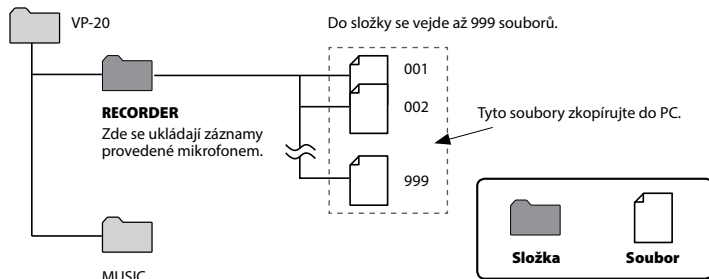 VP-20
Do složky se vejde až 999 souborů.
001
RECORDER
002
Zde se ukládají záznamy
provedené mikrofonem.
Tyto soubory zkopírujte do PC.
999
Složka
Soubor
MUSIC